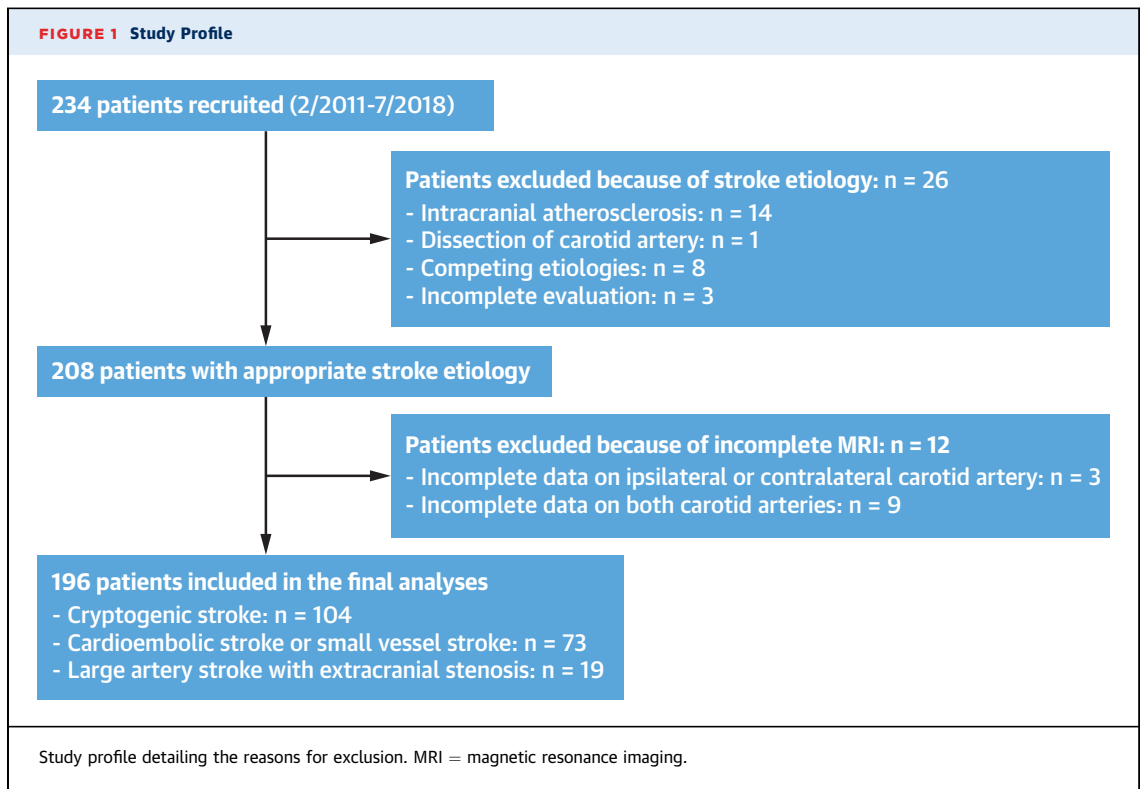 FIGURE 1 Study Profile
234 patients recruited (2/2011-7/2018)
Patients excluded because of stroke etiology: n = 26
- Intracranial atherosclerosis: n = 14
- Dissection of carotid artery: n = 1
- Competing etiologies: n = 8
- Incomplete evaluation: n = 3
208 patients with appropriate stroke etiology
Patients excluded because of incomplete MRI: n = 12
- Incomplete data on ipsilateral or contralateral carotid artery: n = 3
- Incomplete data on both carotid arteries: n = 9
196 patients included in the final analyses
- Cryptogenic stroke: n = 104
- Cardioembolic stroke or small vessel stroke: n = 73
- Large artery stroke with extracranial stenosis: n = 19
Study profile detailing the reasons for exclusion. MRI = magnetic resonance imaging.